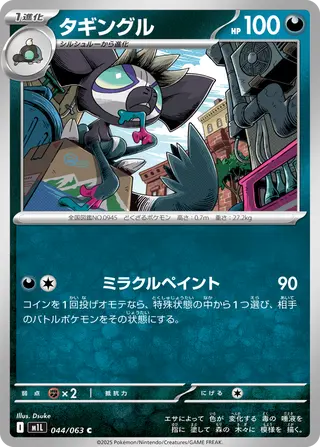 1進化
タギングル
シルシュルーから進化
HP 100
全国図鑑NO.0945 どくざるポケモン 高さ：0.7m 重さ：27.2kg
ミラクルペイント 90
コインを1回投げオモテなら、特殊状態の中から1つ選び、相手
のバトルポケモンをその状態にする。
弱点 ×2 抵抗力 にげる
Illus. Dsuke
I m1L 044/063 C
エサによって 色が 変わる 唾液を
指に 塗して 森の 木々に 模様を 描く。
©2025 Pokémon/Nintendo/Creatures/GAME FREAK.